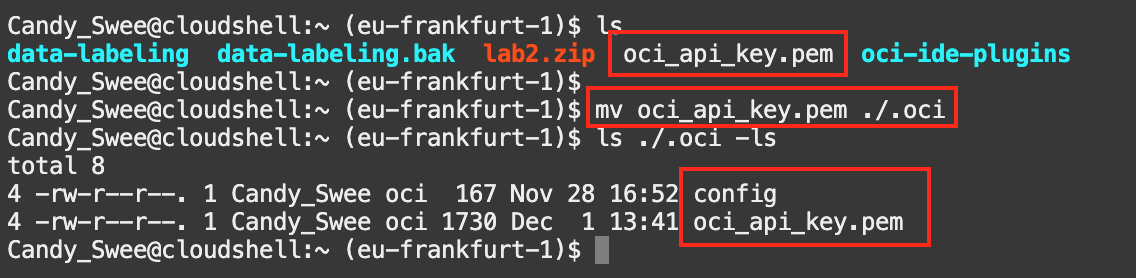 Candy_Swee@cloudshell:~ (eu-frankfurt-1)$ ls
data-labeling  data-labeling.bak  lab2.zip  oci_api_key.pem  oci-ide-plugins
Candy_Swee@cloudshell:~ (eu-frankfurt-1)$
Candy_Swee@cloudshell:~ (eu-frankfurt-1)$ mv oci_api_key.pem ./.oci
Candy_Swee@cloudshell:~ (eu-frankfurt-1)$ ls ./.oci -ls
total 8
4 -rw-r--r--. 1 Candy_Swee oci  167 Nov 28 16:52 config
4 -rw-r--r--. 1 Candy_Swee oci 1730 Dec  1 13:41 oci_api_key.pem
Candy_Swee@cloudshell:~ (eu-frankfurt-1)$